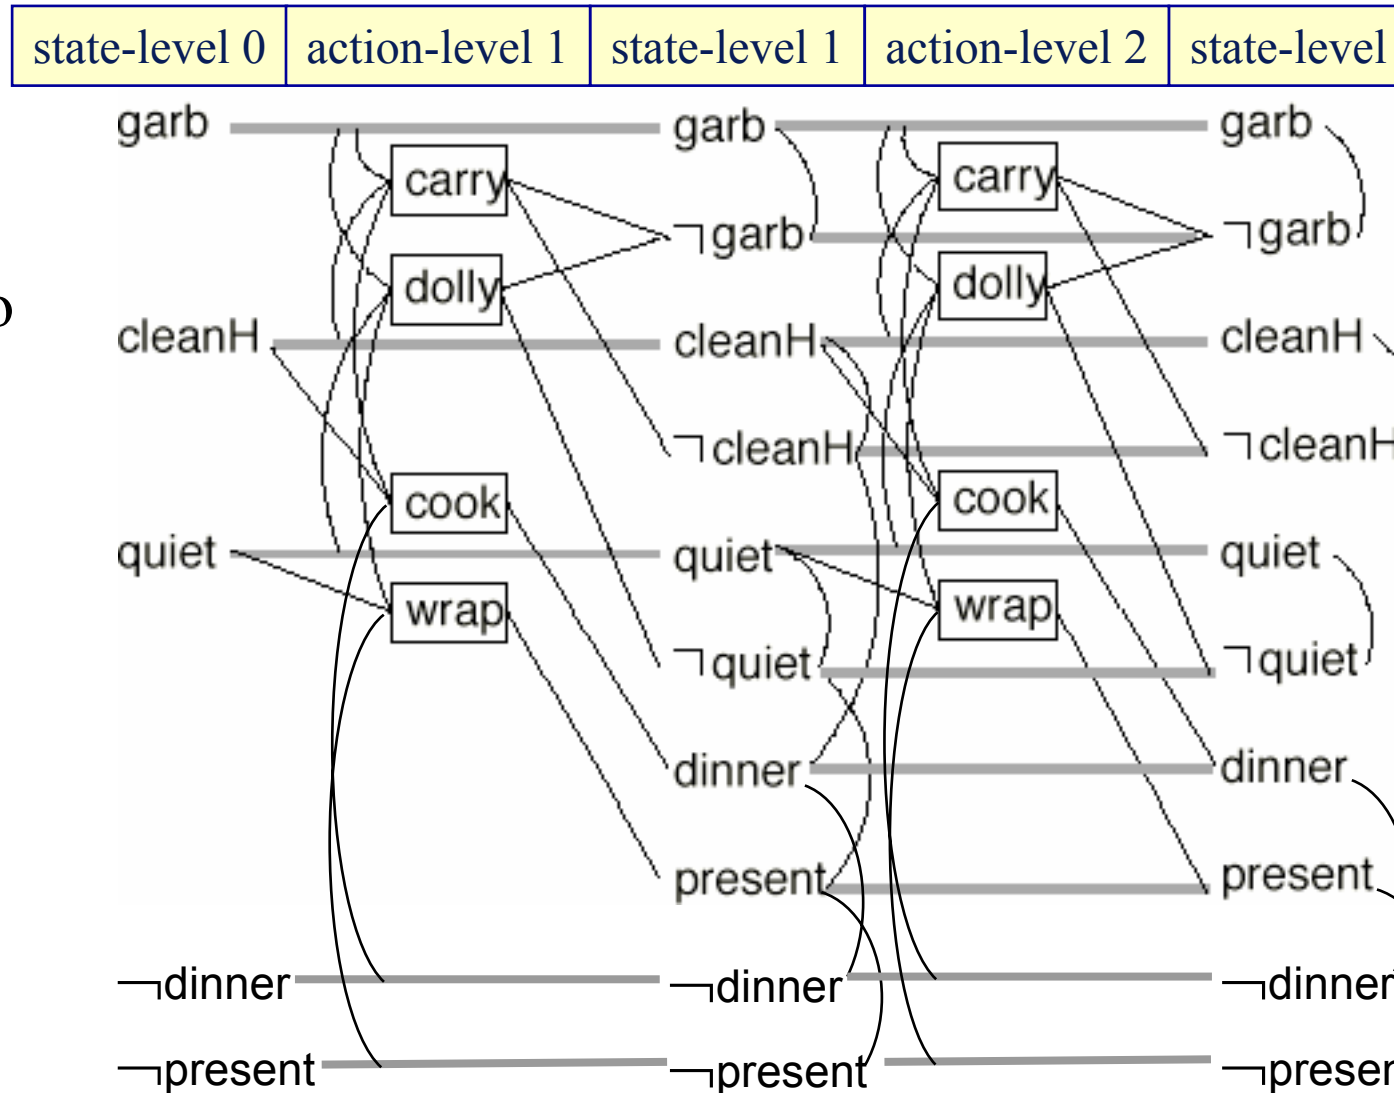 state-level 0 action-level 1 state-level 1 action-level 2 state-level
garb garb garb
carry carry
¬garb ¬garb
dolly dolly
cleanH cleanH cleanH
¬cleanH ¬cleanH
cook cook
quiet quiet quiet
wrap wrap
¬quiet ¬quiet
dinner dinner
present present
¬dinner ¬dinner ¬dinner
¬present ¬present ¬presen